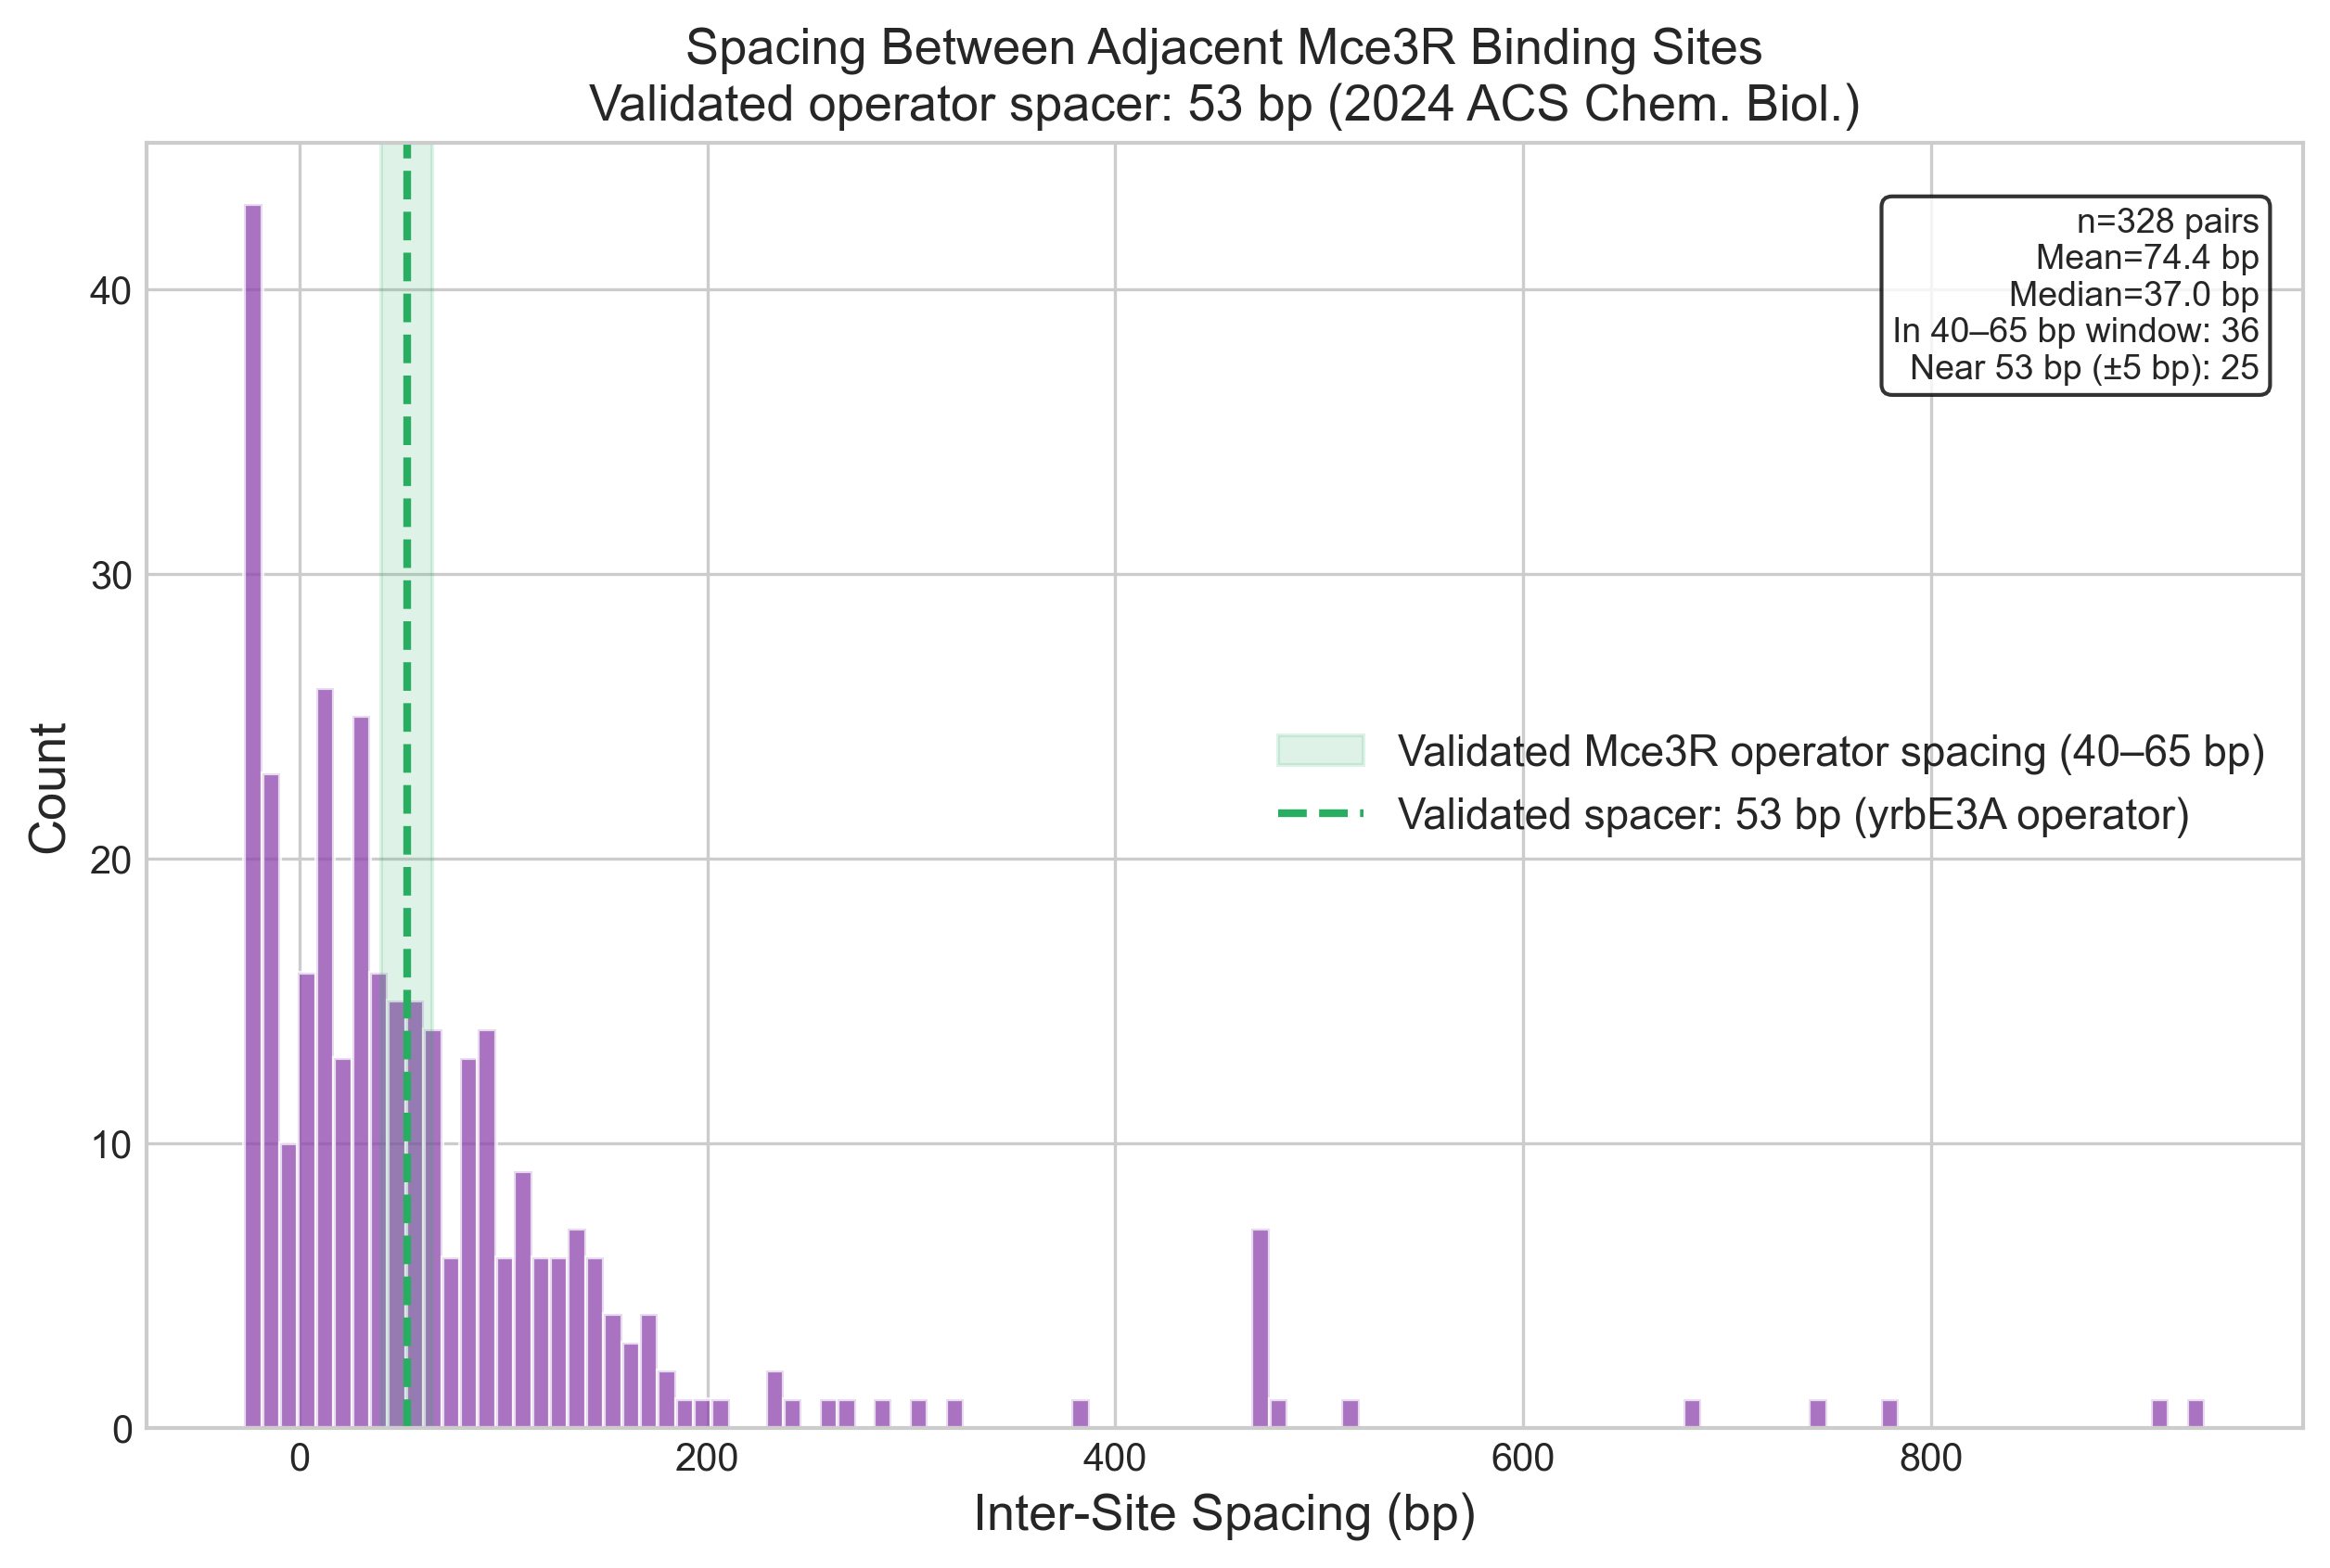 Spacing Between Adjacent Mce3R Binding Sites
Validated operator spacer: 53 bp (2024 ACS Chem. Biol.)
n=328 pairs
Mean=74.4 bp
Median=37.0 bp
In 40–65 bp window: 36
Near 53 bp (±5 bp): 25
Validated Mce3R operator spacing (40–65 bp)
Validated spacer: 53 bp (yrbE3A operator)
Count
40
30
20
10
0
0 200 400 600 800
Inter-Site Spacing (bp)